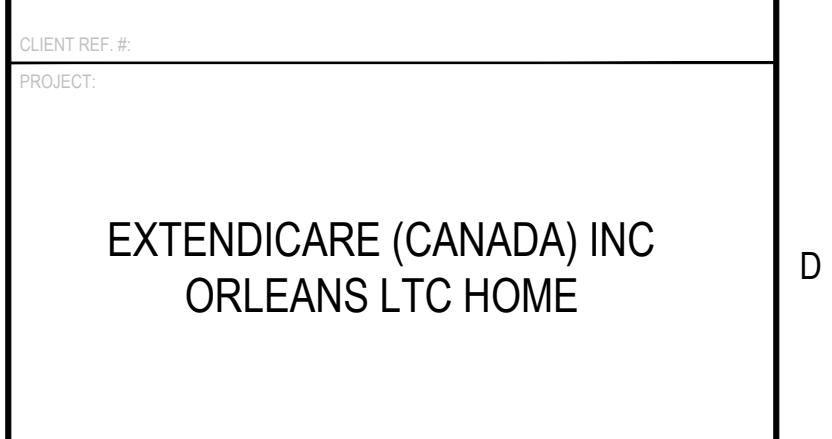 CLIENT REF. #:
PROJECT:
EXTENDICARE (CANADA) INC
ORLEANS LTC HOME
D